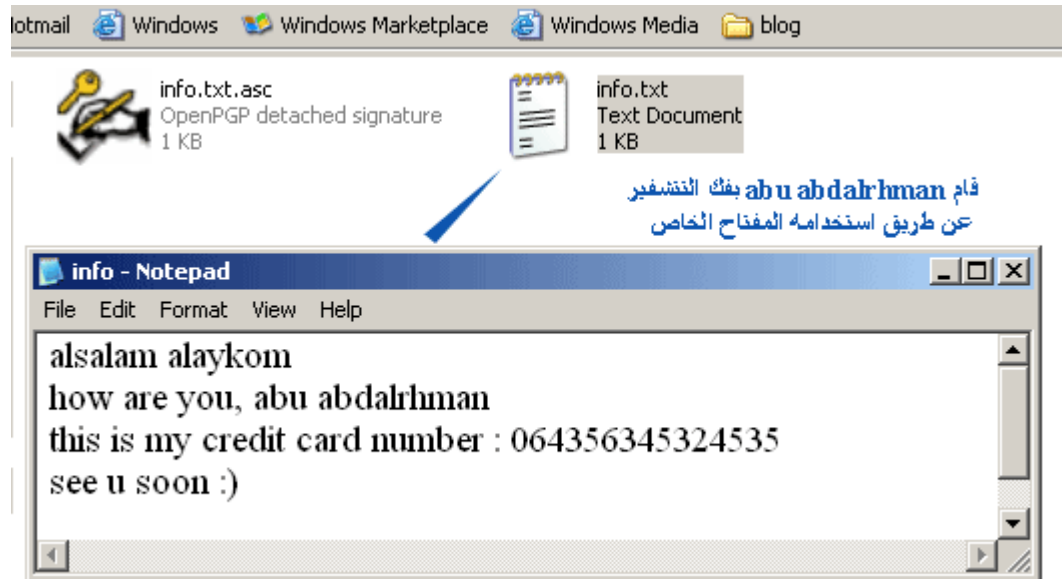 lotmail Windows Windows Marketplace Windows Media blog
info.txt.asc
OpenPGP detached signature
1 KB
info.txt
Text Document
1 KB
قام abu abdalrhman بفك التتشفير
عن طريق استخدامه المفتاح الخاص
info - Notepad
File Edit Format View Help
alsalam alaykom
how are you, abu abdalrhman
this is my credit card number : 064356345324535
see u soon :)